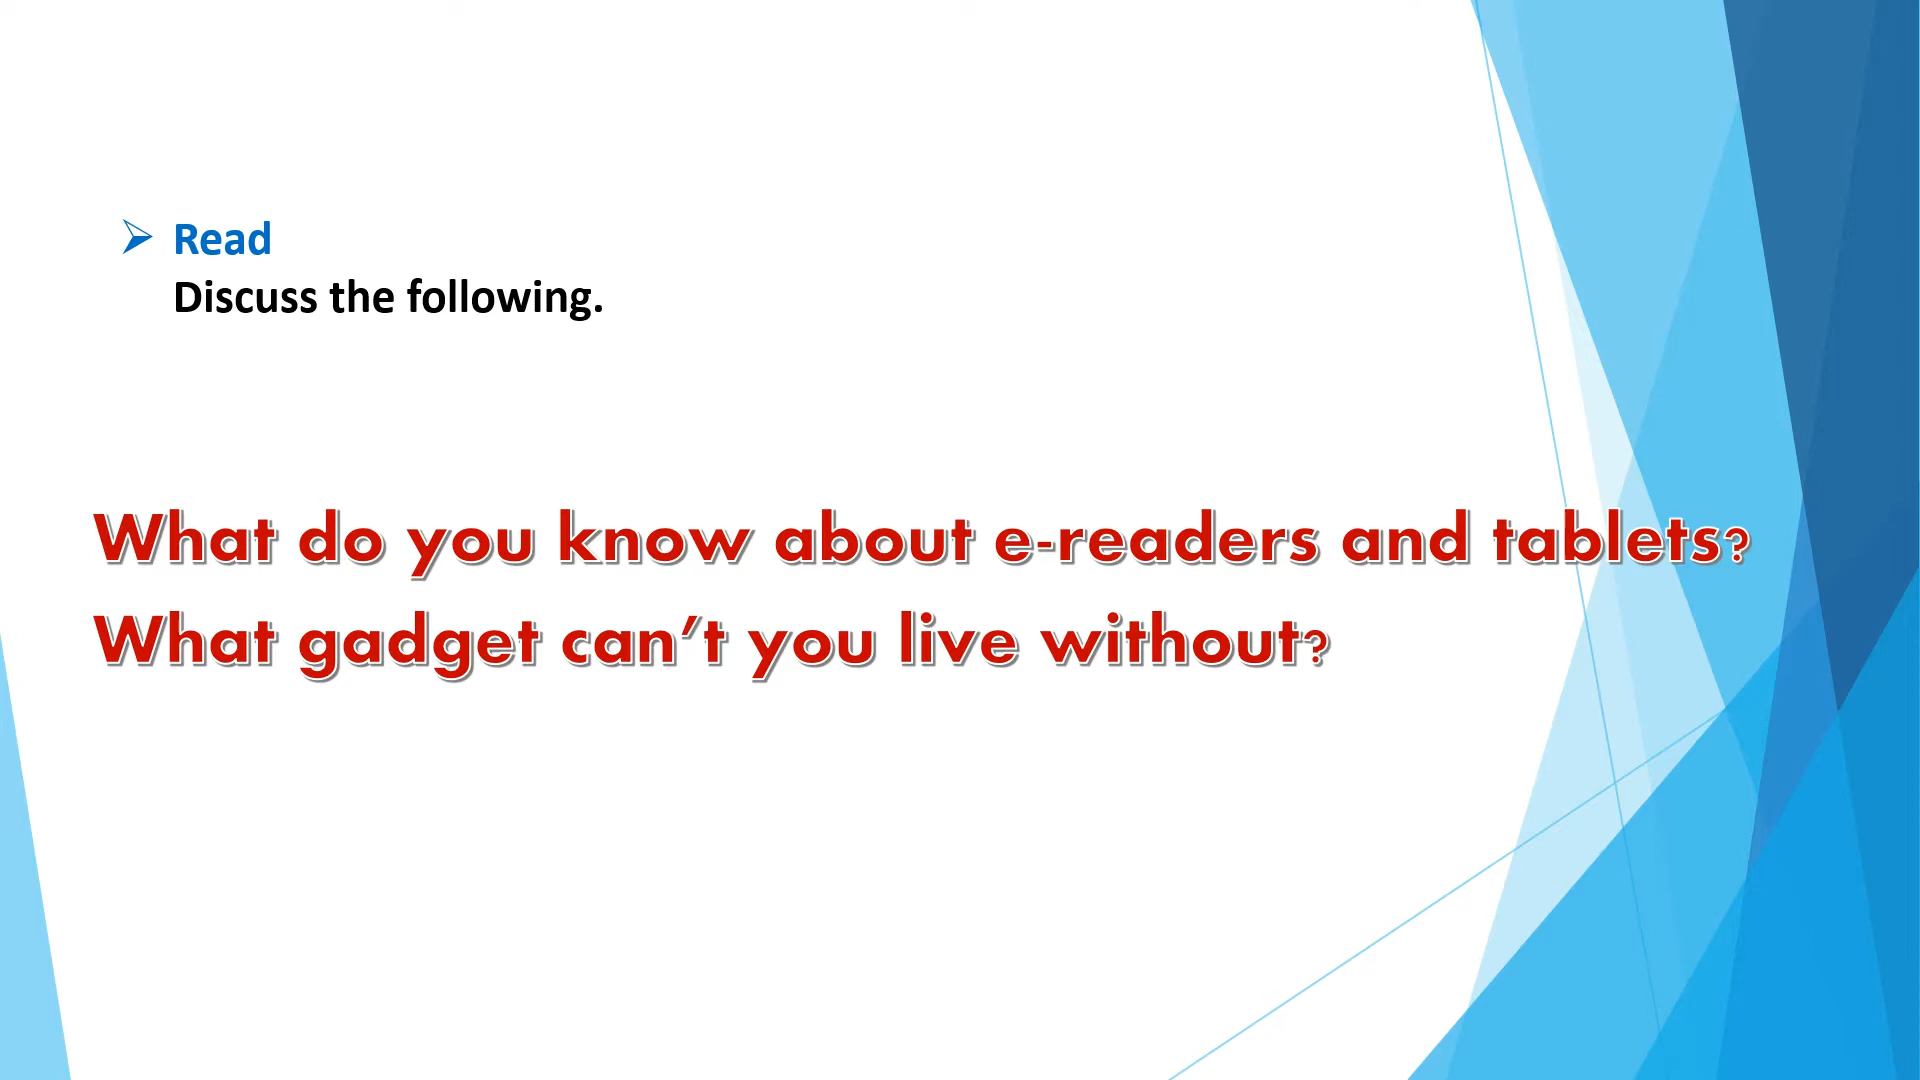 Read
Discuss the following.
What do you know about e-readers and tablets?
What gadget can’t you live without?